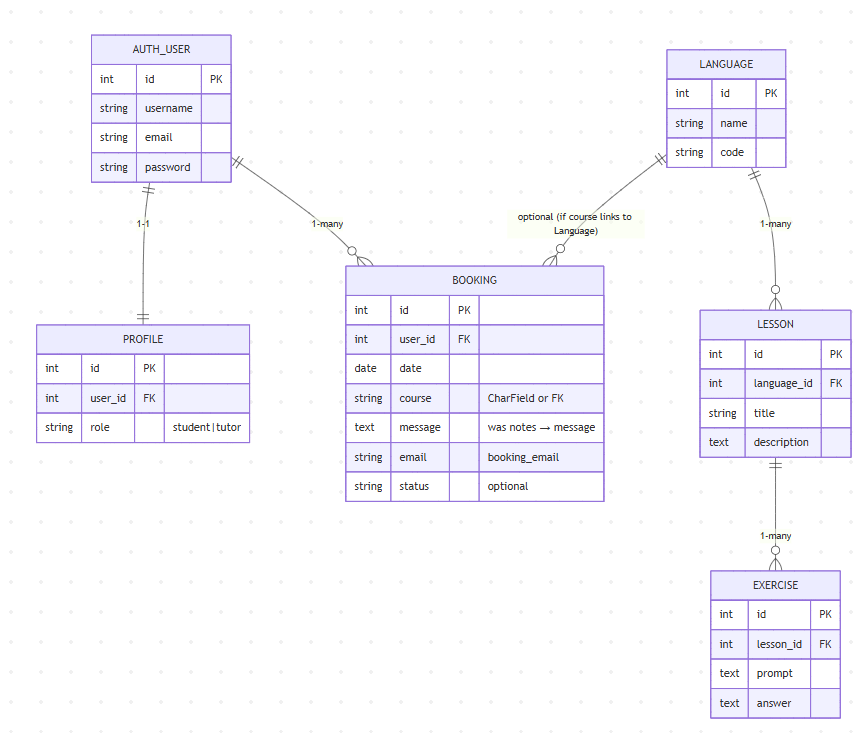 AUTH_USER
int id PK
string username
string email
string password
LANGUAGE
int id PK
string name
string code
1-1
1-many
optional (if course links to
Language)
1-many
PROFILE
int id PK
int user_id FK
string role student|tutor
BOOKING
int id PK
int user_id FK
date date
string course CharField or FK
text message was notes → message
string email booking_email
string status optional
LESSON
int id PK
int language_id FK
string title
text description
1-many
EXERCISE
int id PK
int lesson_id FK
text prompt
text answer